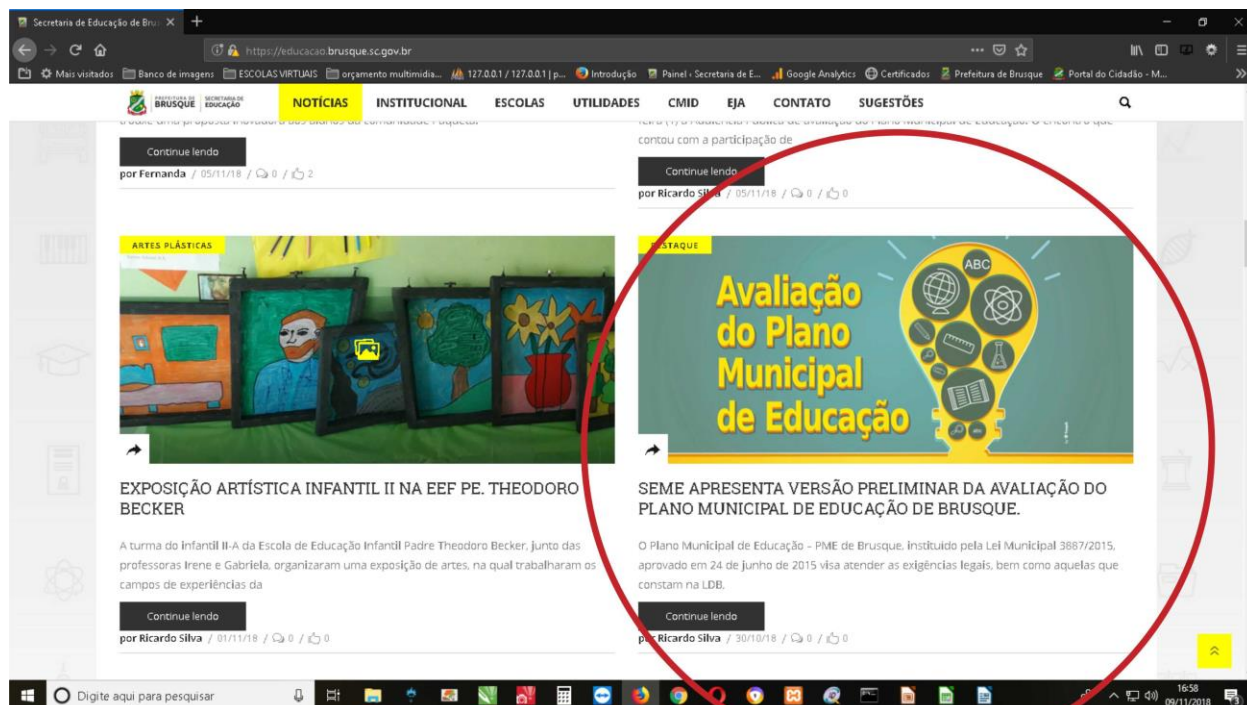 Secretaria de Educação de Bru
https://educacao.brusque.sc.gov.br
Mais visitados Banco de imagens ESCOLAS VIRTUAIS orçamento multimidia... 127.0.0.1 / 127.0.0.1 | p... Introdução Painel ‹ Secretaria de E... Google Analytics Certificados Prefeitura de Brusque Portal do Cidadão - M...
PREFEITURA DE
BRUSQUE
SECRETARIA DE
EDUCAÇÃO
NOTÍCIAS INSTITUCIONAL ESCOLAS UTILIDADES CMID EJA CONTATO SUGESTÕES
Continue lendo
por Fernanda / 05/11/18 / 0 / 2
contou com a participação de
Continue lendo
por Ricardo Silva / 05/11/18 / 0 / 0
ARTES PLÁSTICAS
EXPOSIÇÃO ARTÍSTICA INFANTIL II NA EEF PE. THEODORO
BECKER
A turma do infantil II-A da Escola de Educação Infantil Padre Theodoro Becker, junto das
professoras Irene e Gabriela, organizaram uma exposição de artes, na qual trabalharam os
campos de experiências da
Continue lendo
por Ricardo Silva / 01/11/18 / 0 / 0
DESTAQUE
Avaliação
do Plano
Municipal
de Educação
ABC
SEME APRESENTA VERSÃO PRELIMINAR DA AVALIAÇÃO DO
PLANO MUNICIPAL DE EDUCAÇÃO DE BRUSQUE.
O Plano Municipal de Educação – PME de Brusque, instituído pela Lei Municipal 3887/2015,
aprovado em 24 de junho de 2015 visa atender as exigências legais, bem como aquelas que
constam na LDB,
Continue lendo
por Ricardo Silva / 30/10/18 / 0 / 0
Digite aqui para pesquisar
16:58
09/11/2018